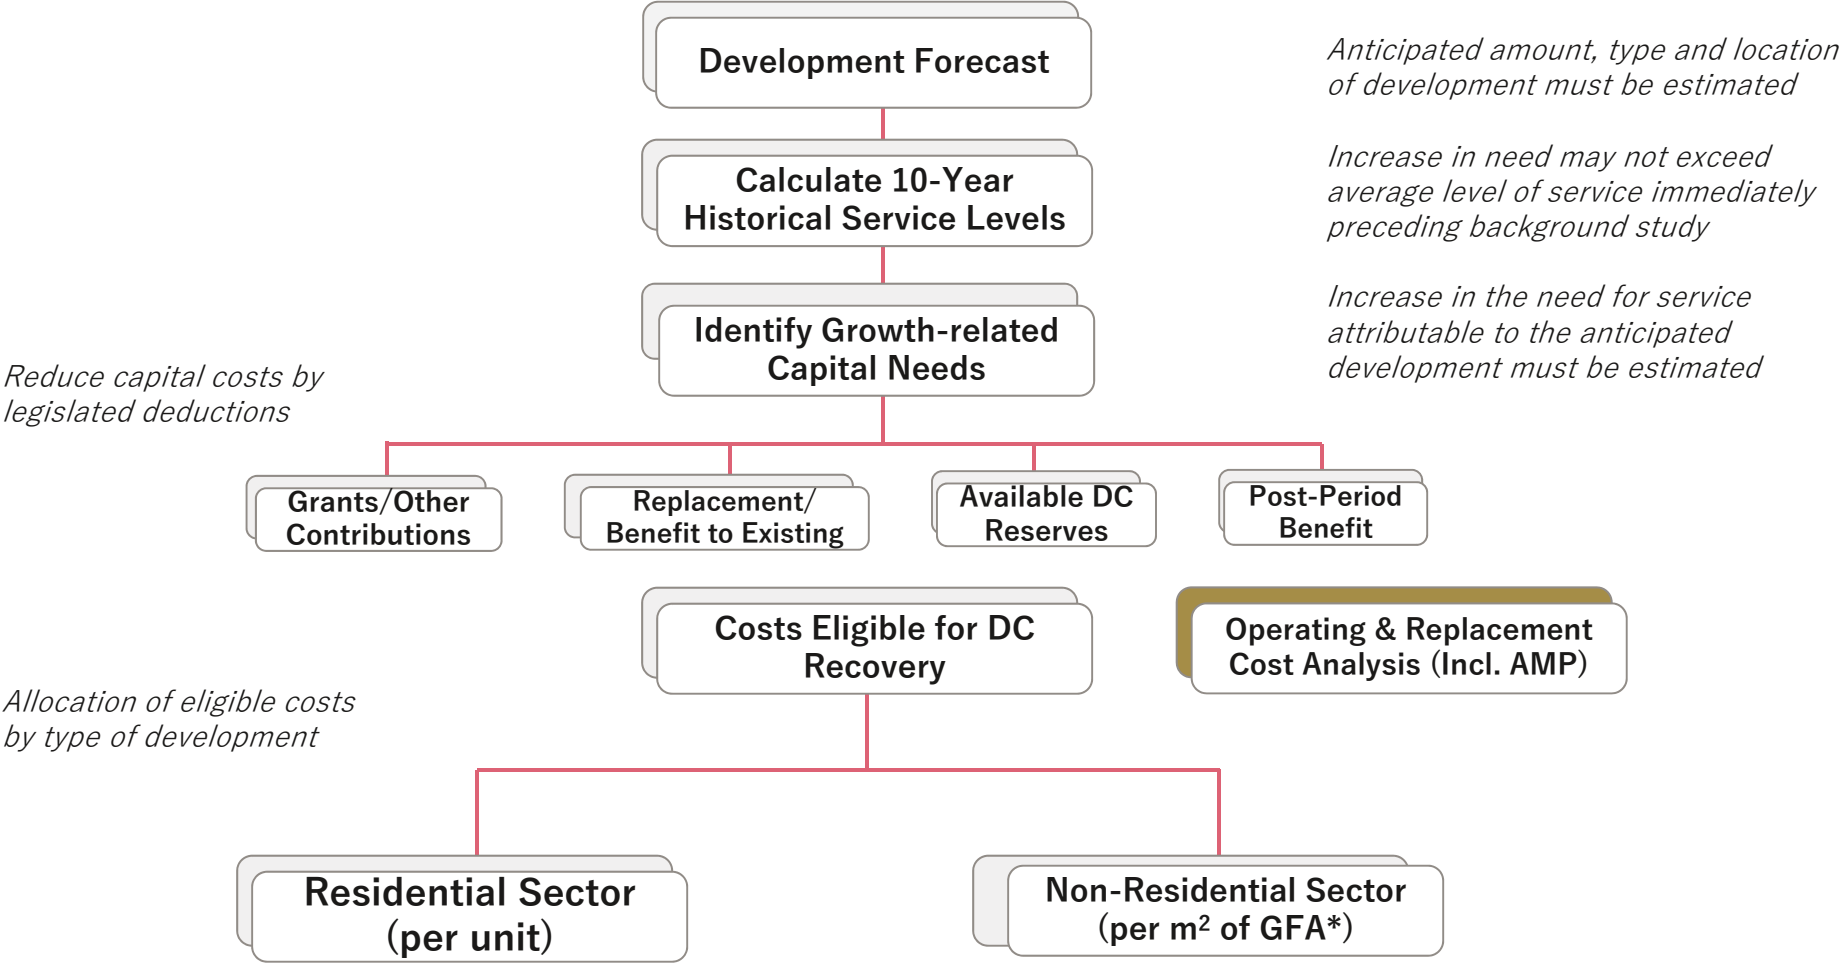 Development Forecast
Anticipated amount, type and location
of development must be estimated
Calculate 10-Year
Historical Service Levels
Increase in need may not exceed
average level of service immediately
preceding background study
Identify Growth-related
Capital Needs
Increase in the need for service
attributable to the anticipated
development must be estimated
Reduce capital costs by
legislated deductions
Grants/Other
Contributions
Replacement/
Benefit to Existing
Available DC
Reserves
Post-Period
Benefit
Costs Eligible for DC
Recovery
Operating & Replacement
Cost Analysis (Incl. AMP)
Allocation of eligible costs
by type of development
Residential Sector
(per unit)
Non-Residential Sector
(per m² of GFA*)